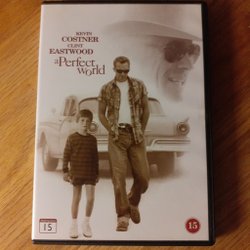 KEVIN
COSTNER
CLINT
EASTWOOD
a Perfect
World
15
15